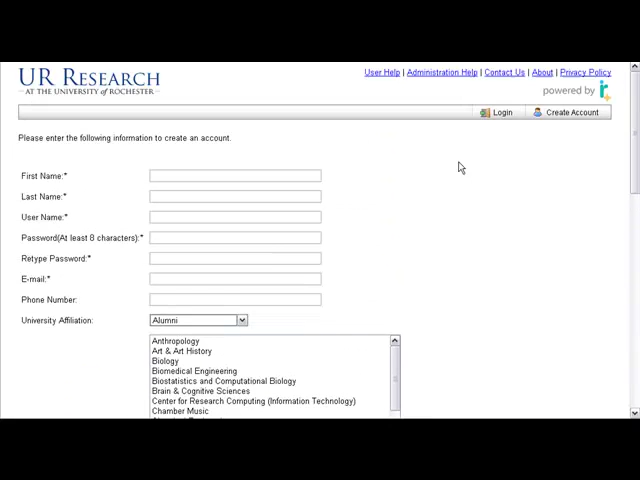 UR RESEARCH
AT THE UNIVERSITY of ROCHESTER
User Help | Administration Help | Contact Us | About | Privacy Policy
powered by ir+
Login Create Account
Please enter the following information to create an account.
First Name:*
Last Name:*
User Name:*
Password(At least 8 characters):*
Retype Password:*
E-mail:*
Phone Number:
University Affiliation: Alumni
Anthropology
Art & Art History
Biology
Biomedical Engineering
Biostatistics and Computational Biology
Brain & Cognitive Sciences
Center for Research Computing (Information Technology)
Chamber Music